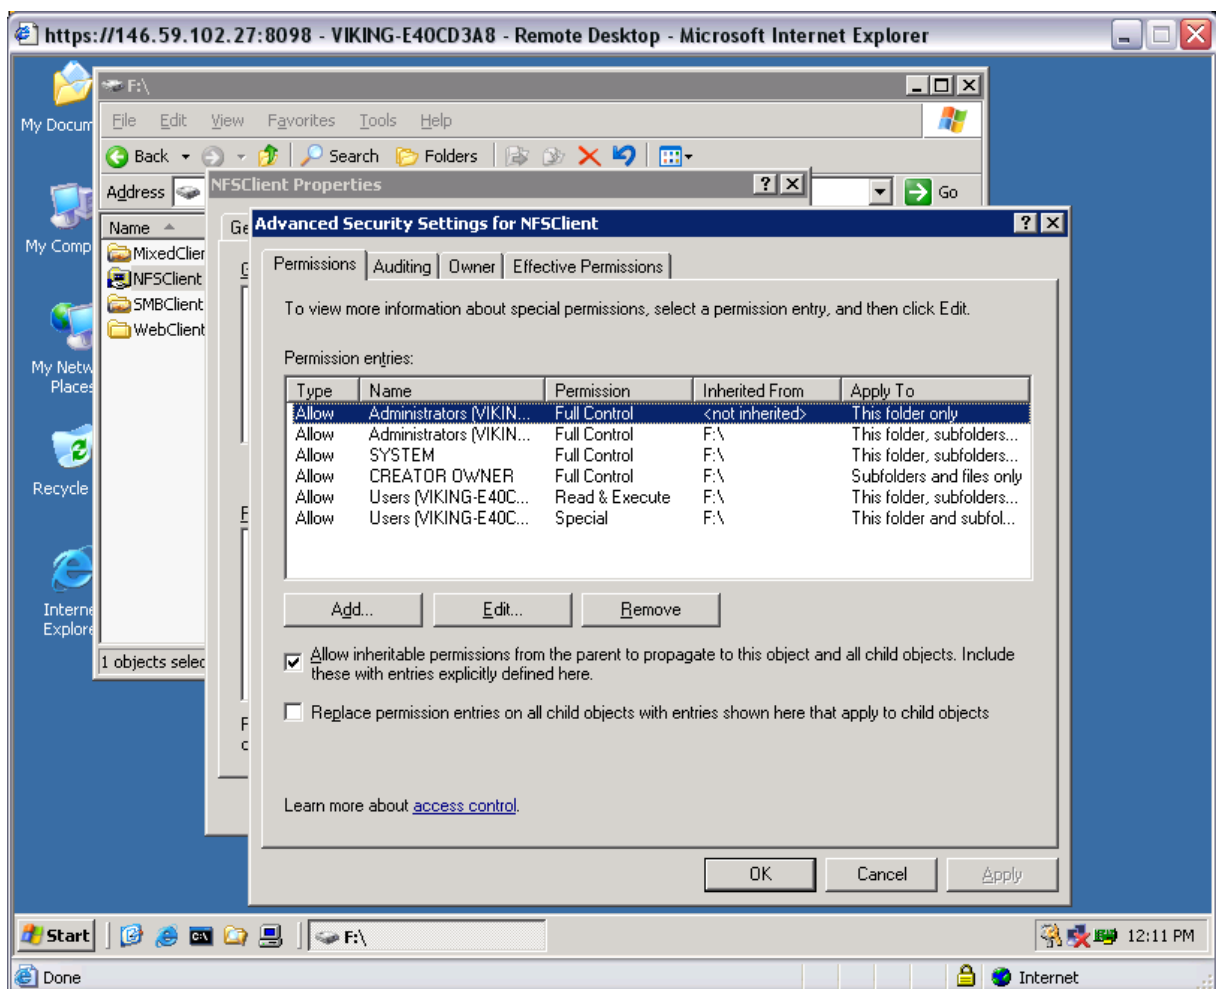 https://146.59.102.27:8098 - VIKING-E40CD3A8 - Remote Desktop - Microsoft Internet Explorer
F:\
My Docum
File Edit View Favorites Tools Help
Back Search Folders
Address Go
NFSClient Properties
? X
Name
Ge
Advanced Security Settings for NFSClient
My Comp
MixedClien
NFSClient
SMBClient
WebClient
Permissions Auditing Owner Effective Permissions
To view more information about special permissions, select a permission entry, and then click Edit.
My Netw
Places
Permission entries:
Type Name Permission Inherited From Apply To
Allow Administrators (VIKIN... Full Control <not inherited> This folder only
Allow Administrators (VIKIN... Full Control F:\ This folder, subfolders...
Allow SYSTEM Full Control F:\ This folder, subfolders...
Allow CREATOR OWNER Full Control F:\ Subfolders and files only
Allow Users (VIKING-E40C... Read & Execute F:\ This folder, subfolders...
Allow Users (VIKING-E40C... Special F:\ This folder and subfol...
Recycle
Add... Edit... Remove
Interne
Explore
1 objects selec
Allow inheritable permissions from the parent to propagate to this object and all child objects. Include
these with entries explicitly defined here.
Replace permission entries on all child objects with entries shown here that apply to child objects
Learn more about access control.
OK Cancel Apply
Start F:\ 12:11 PM
Done Internet